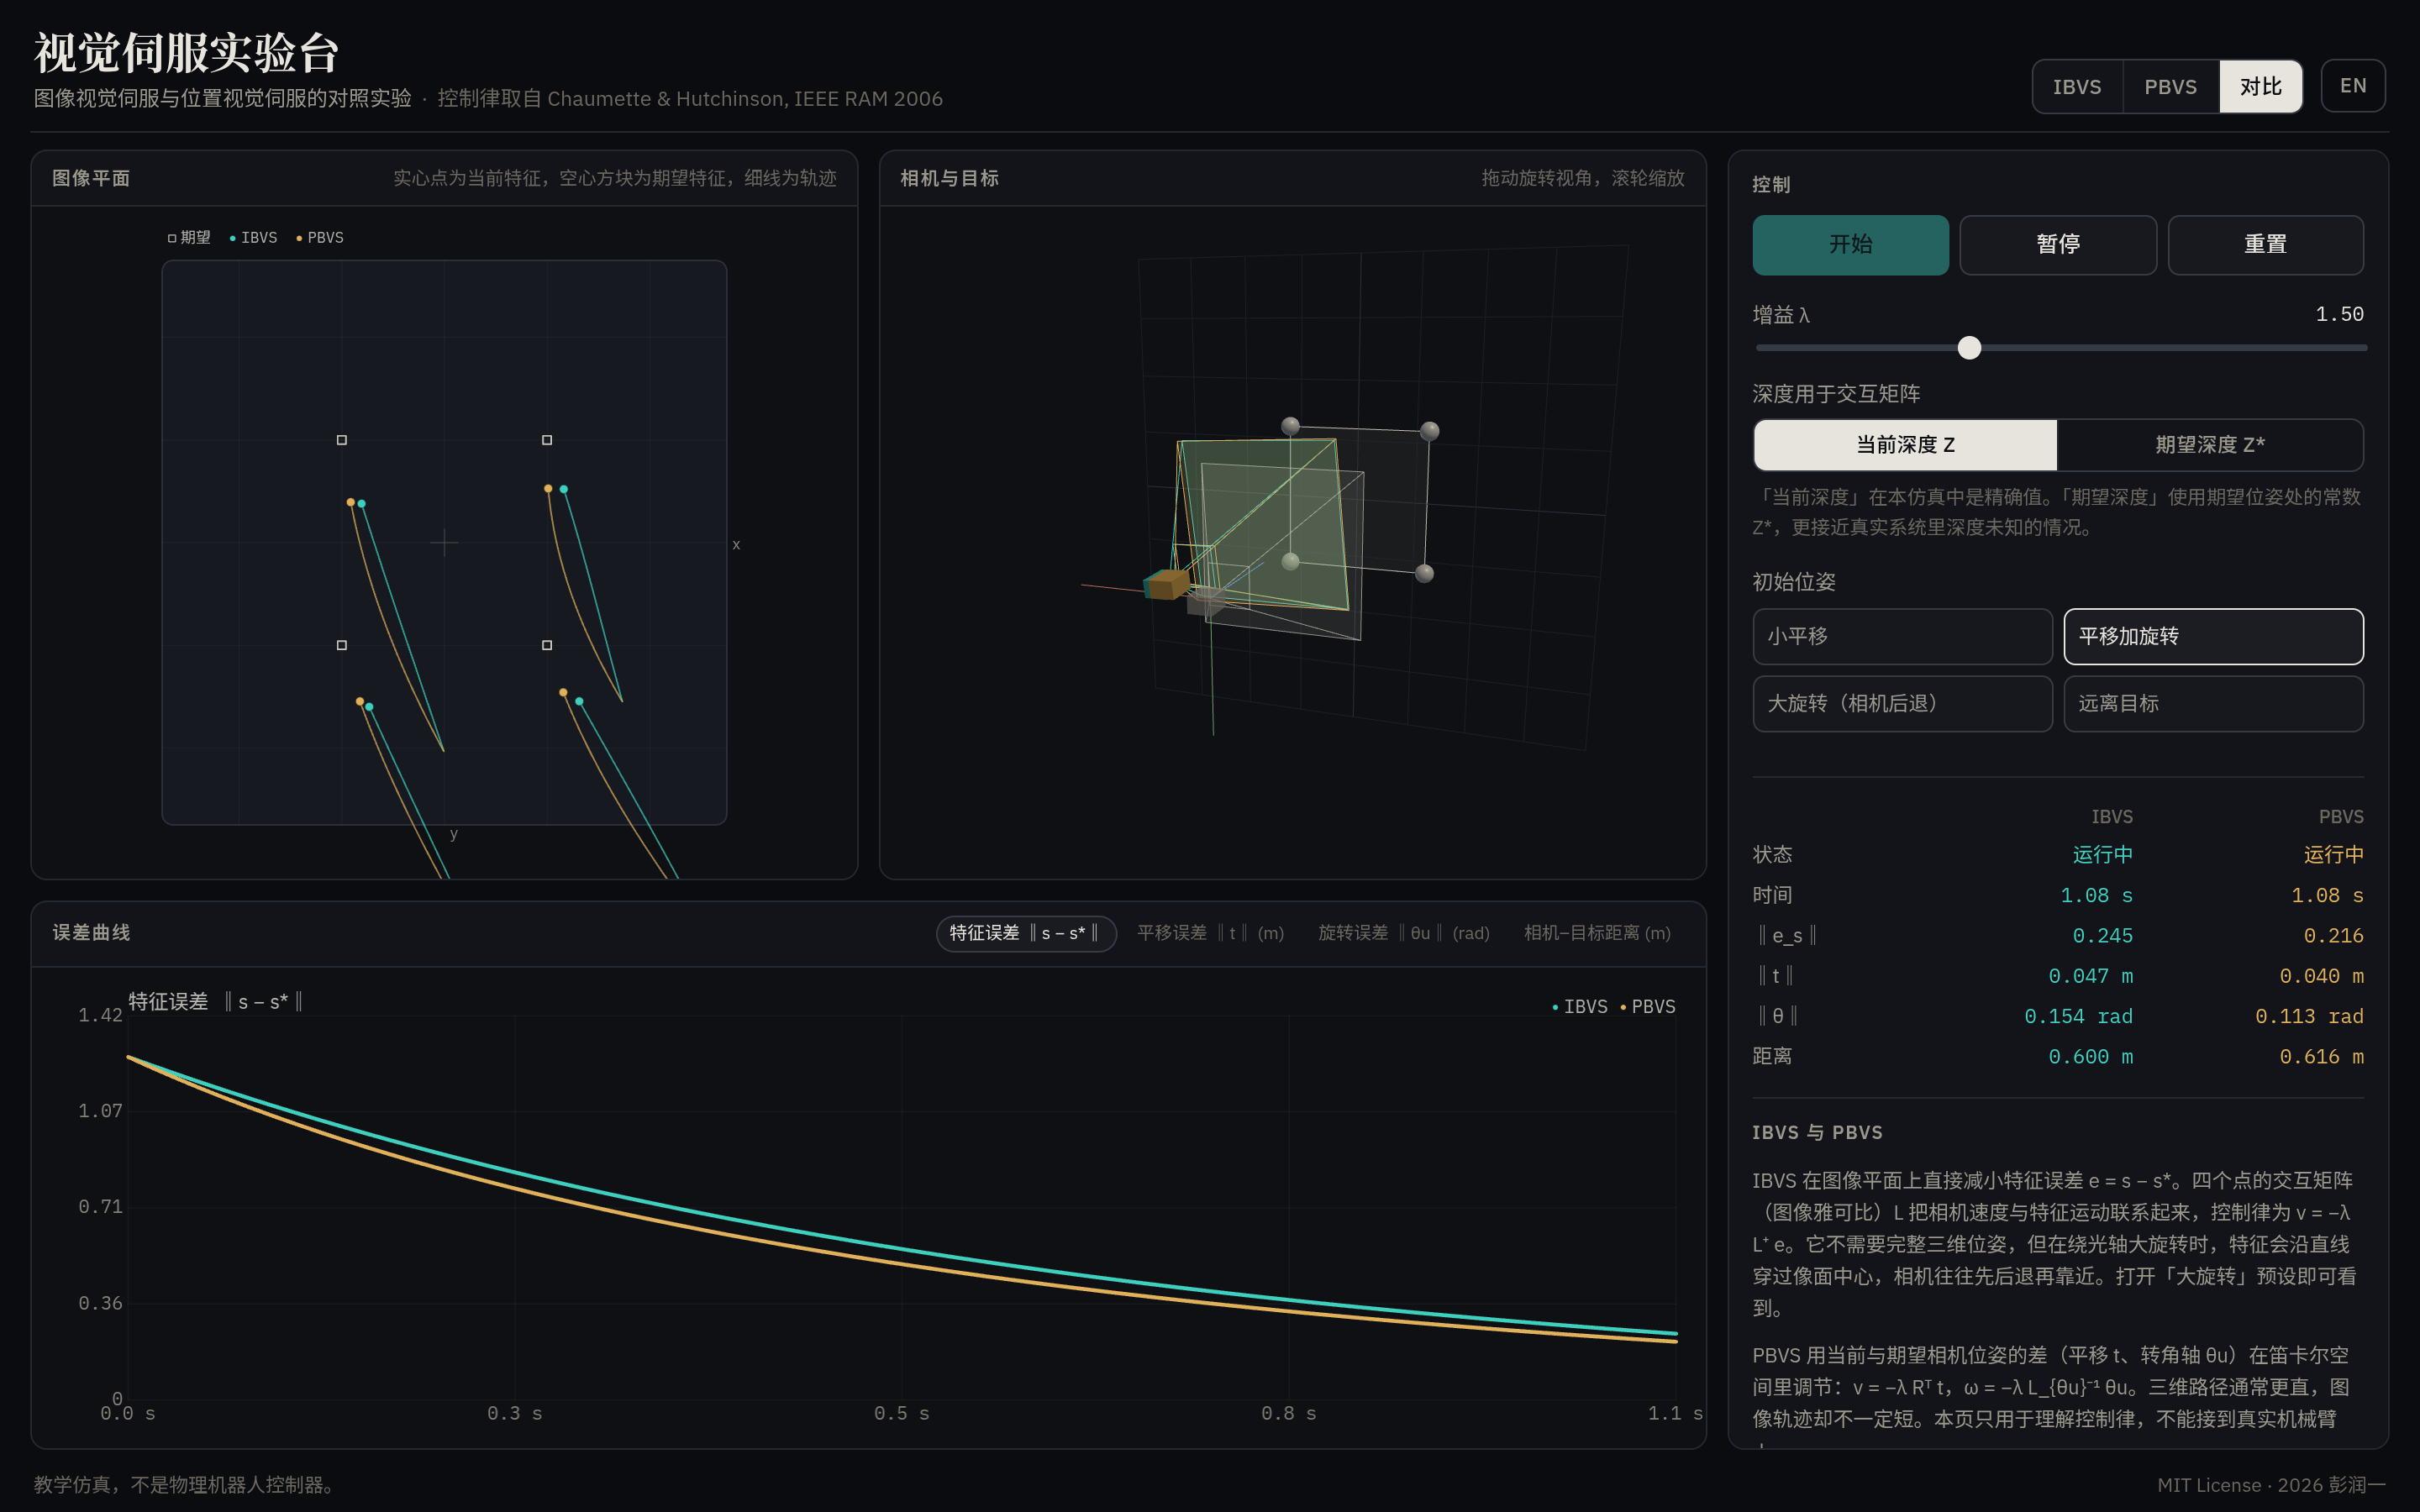 视觉伺服实验台
图像视觉伺服与位置视觉伺服的对照实验 · 控制律取自 Chaumette & Hutchinson, IEEE RAM 2006
IBVS PBVS 对比 EN
图像平面 实心点为当前特征，空心方块为期望特征，细线为轨迹
期望 IBVS PBVS
x
y
相机与目标 拖动旋转视角，滚轮缩放
误差曲线 特征误差 ‖s − s*‖ 平移误差 ‖t‖ (m) 旋转误差 ‖θu‖ (rad) 相机–目标距离 (m)
特征误差 ‖s − s*‖
IBVS PBVS
1.42
1.07
0.71
0.36
0
0.0 s 0.3 s 0.5 s 0.8 s 1.1 s
控制
开始 暂停 重置
增益 λ 1.50
深度用于交互矩阵
当前深度 Z 期望深度 Z*
「当前深度」在本仿真中是精确值。「期望深度」使用期望位姿处的常数
Z*，更接近真实系统里深度未知的情况。
初始位姿
小平移 平移加旋转
大旋转（相机后退） 远离目标
IBVS PBVS
状态 运行中 运行中
时间 1.08 s 1.08 s
‖e_s‖ 0.245 0.216
‖t‖ 0.047 m 0.040 m
‖θ‖ 0.154 rad 0.113 rad
距离 0.600 m 0.616 m
IBVS 与 PBVS
IBVS 在图像平面上直接减小特征误差 e = s − s*。四个点的交互矩阵
（图像雅可比）L 把相机速度与特征运动联系起来，控制律为 v = −λ
L⁺ e。它不需要完整三维位姿，但在绕光轴大旋转时，特征会沿直线
穿过像面中心，相机往往先后退再靠近。打开「大旋转」预设即可看
到。
PBVS 用当前与期望相机位姿的差（平移 t、转角轴 θu）在笛卡尔空
间里调节：v = −λ Rᵀ t，ω = −λ L_{θu}⁻¹ θu。三维路径通常更直，图
像轨迹却不一定短。本页只用于理解控制律，不能接到真实机械臂
教学仿真，不是物理机器人控制器。
MIT License · 2026 彭润一